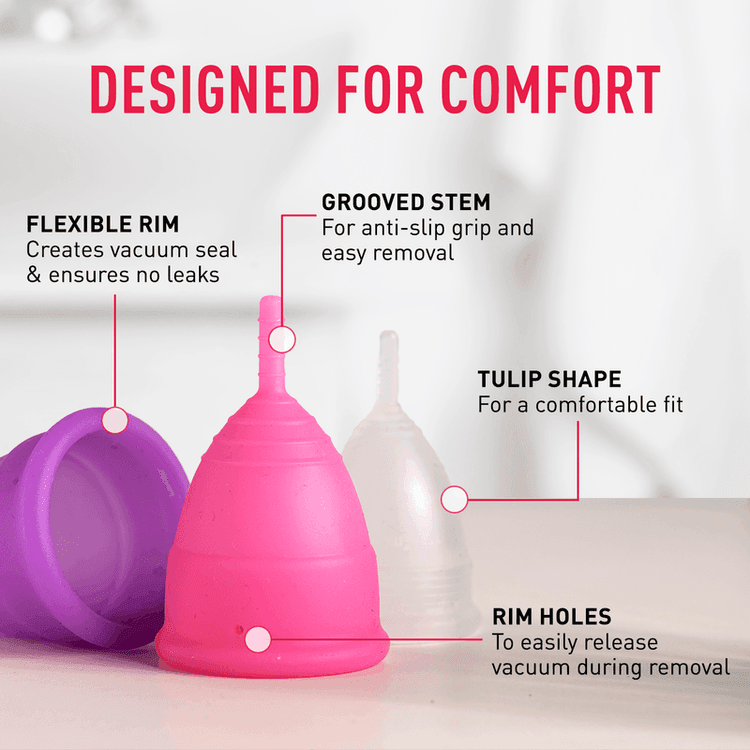 DESIGNED FOR COMFORT
GROOVED STEM
For anti-slip grip and
easy removal
FLEXIBLE RIM
Creates vacuum seal
& ensures no leaks
TULIP SHAPE
For a comfortable fit
RIM HOLES
To easily release
vacuum during removal